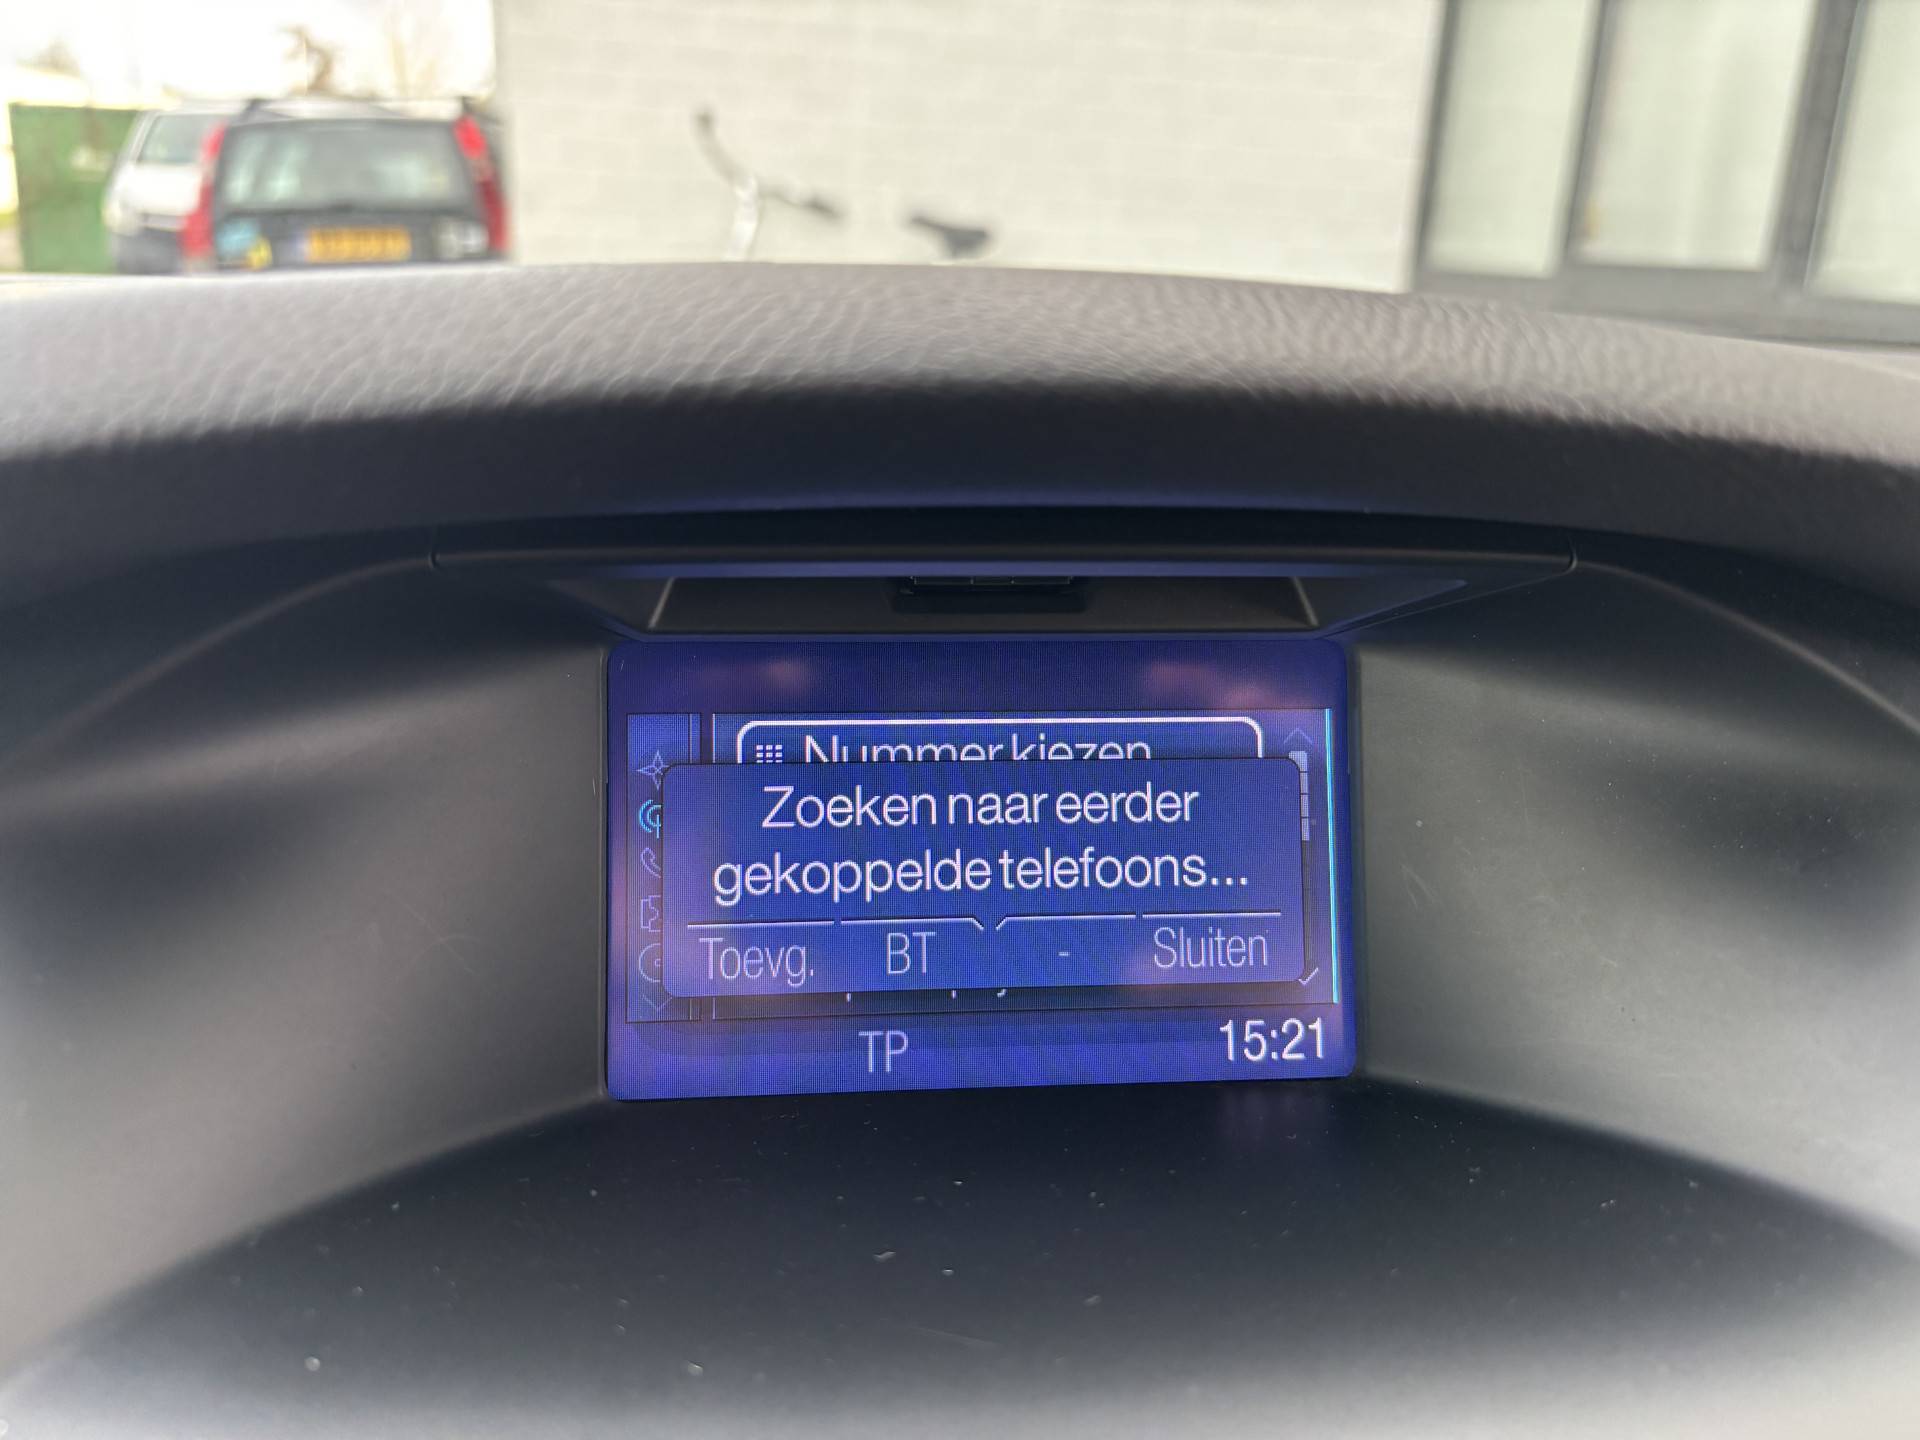 Nummer kiezen
Zoeken naar eerder
gekoppelde telefoons...
Toevg. BT - Sluiten
TP 15:21